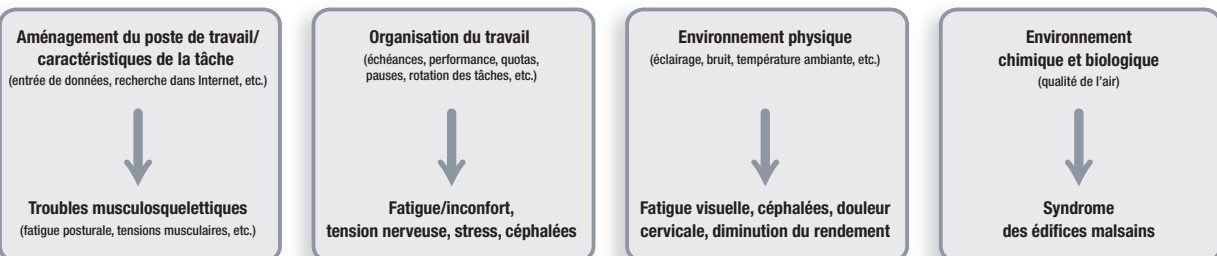 Aménagement du poste de travail/
caractéristiques de la tâche
(entrée de données, recherche dans Internet, etc.)
Troubles musculosquelettiques
(fatigue posturale, tensions musculaires, etc.)
Organisation du travail
(échéances, performance, quotas,
pauses, rotation des tâches, etc.)
Fatigue/inconfort,
tension nerveuse, stress, céphalées
Environnement physique
(éclairage, bruit, température ambiante, etc.)
Fatigue visuelle, céphalées, douleur
cervicale, diminution du rendement
Environnement
chimique et biologique
(qualité de l'air)
Syndrome
des édifices malsains